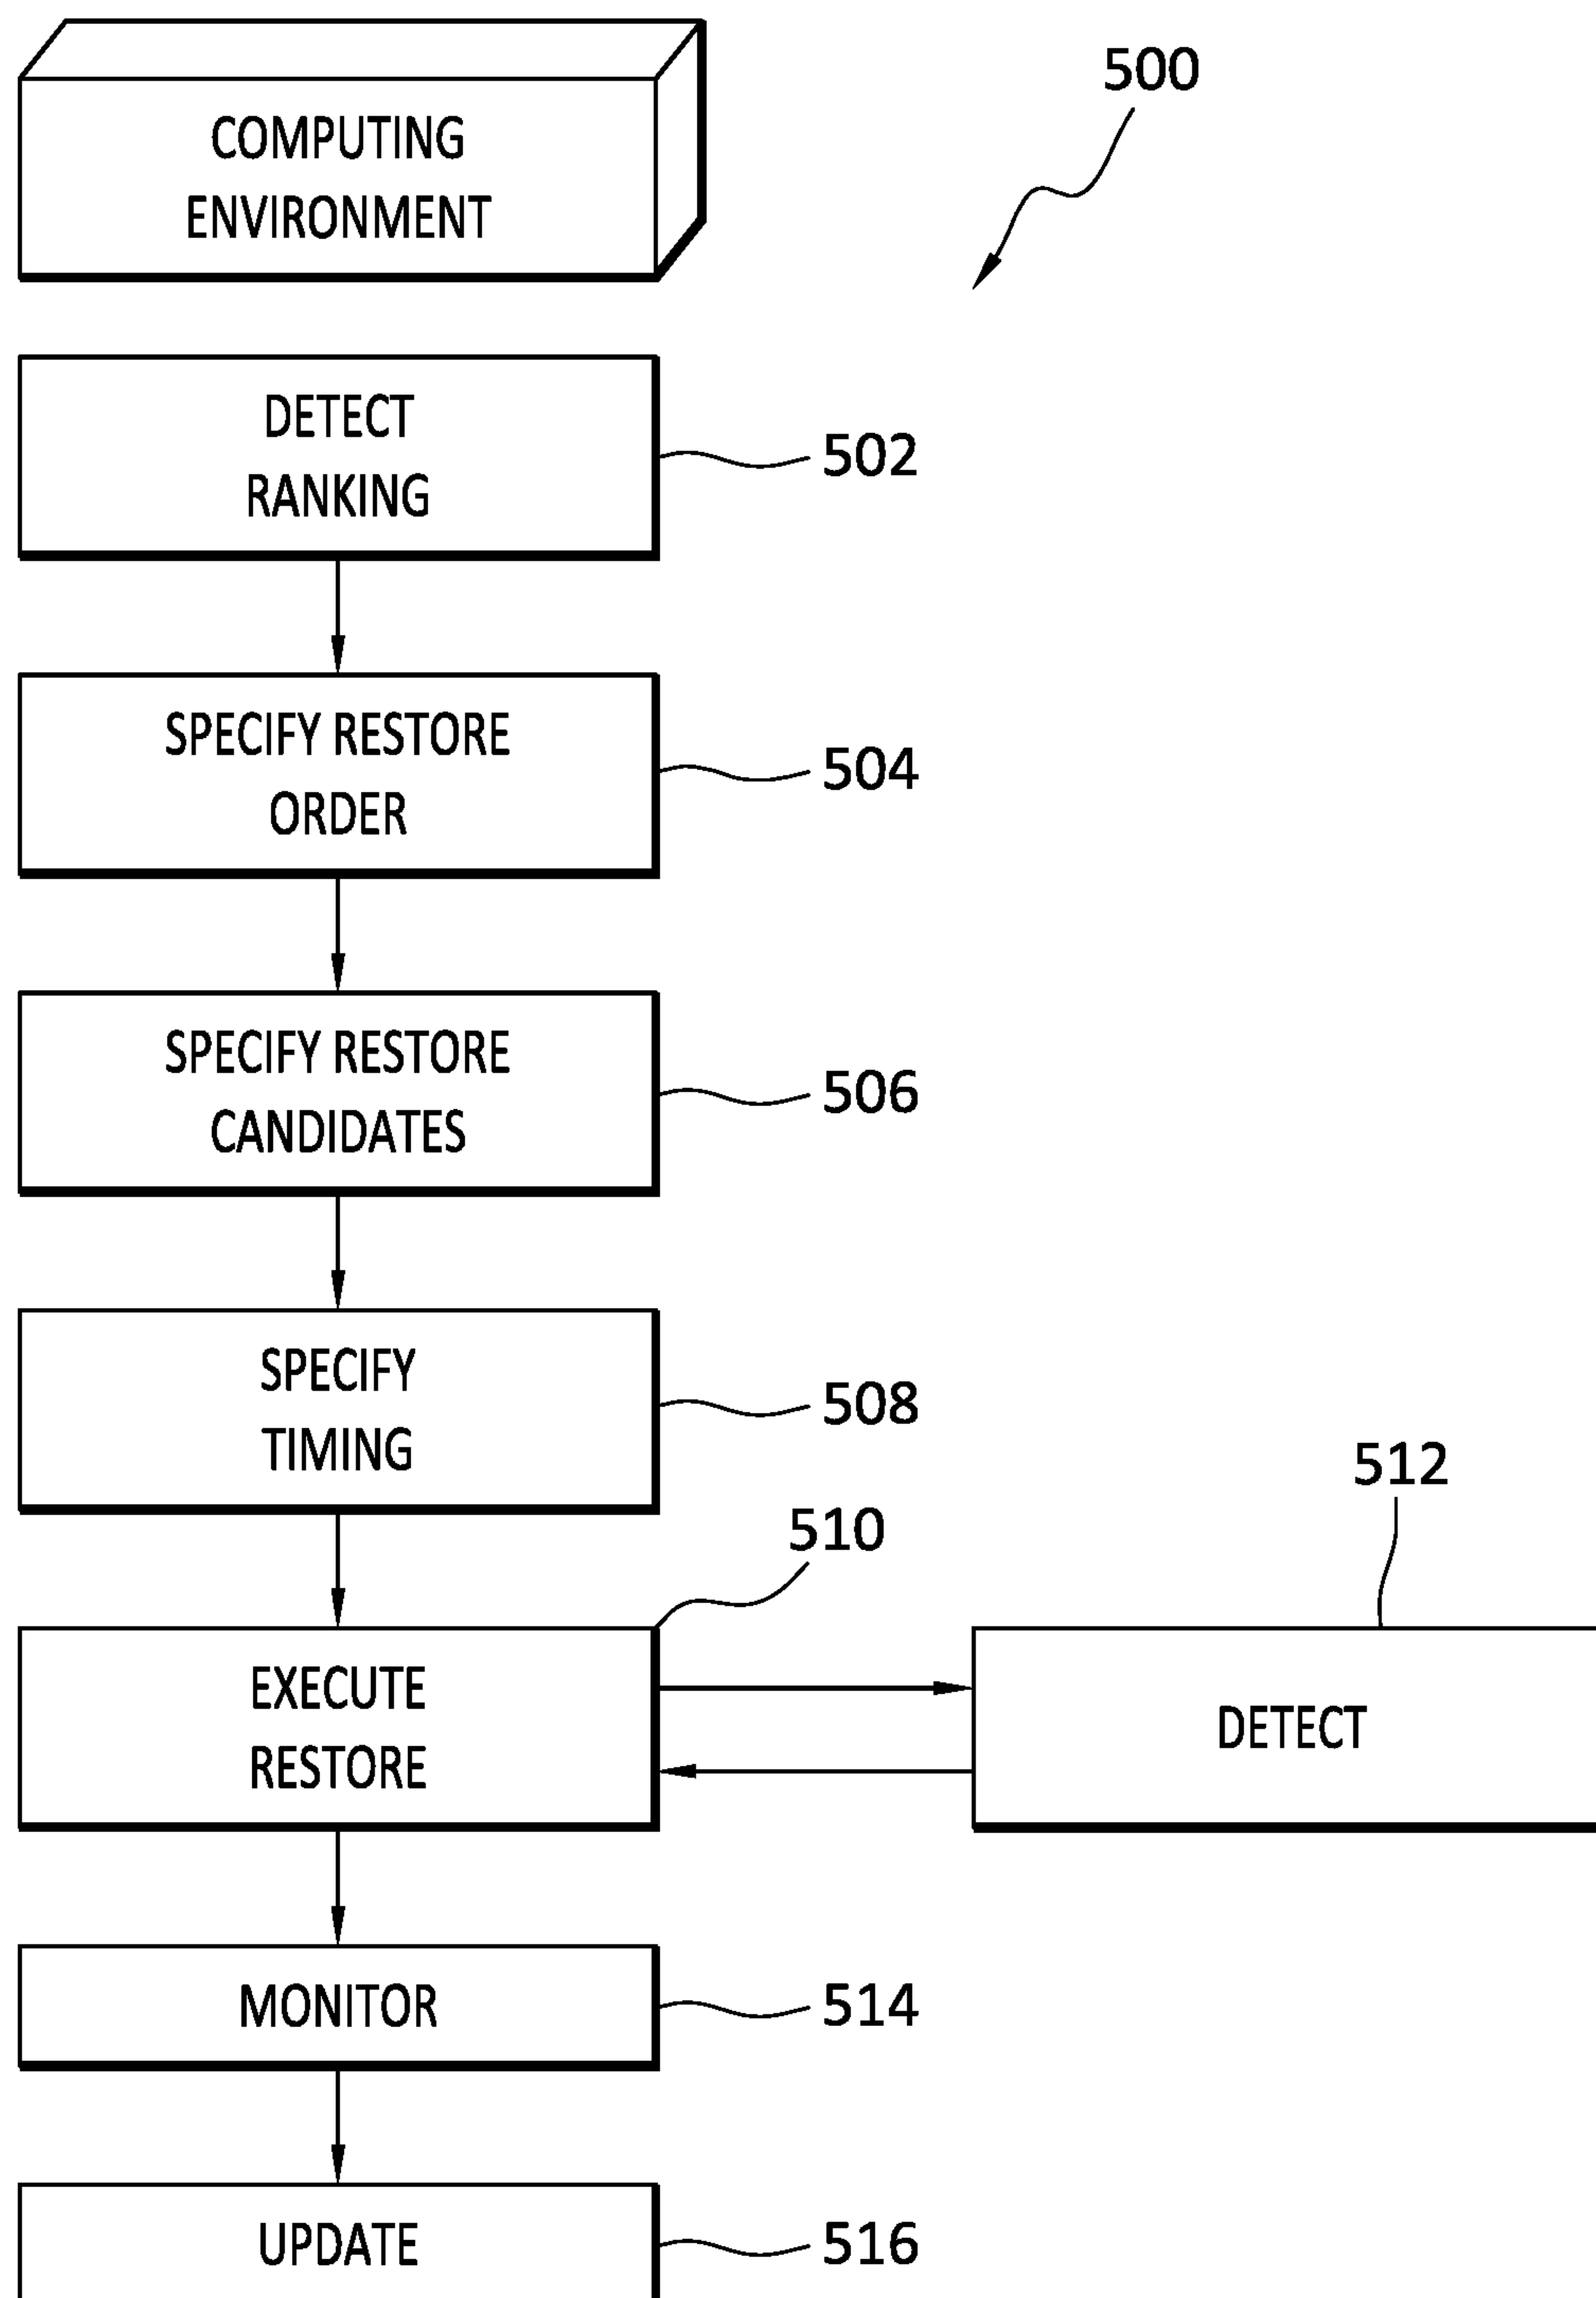 COMPUTING
ENVIRONMENT
500
DETECT
RANKING
502
SPECIFY RESTORE
ORDER
504
SPECIFY RESTORE
CANDIDATES
506
SPECIFY
TIMING
508
510
512
EXECUTE
RESTORE
DETECT
MONITOR
514
UPDATE
516